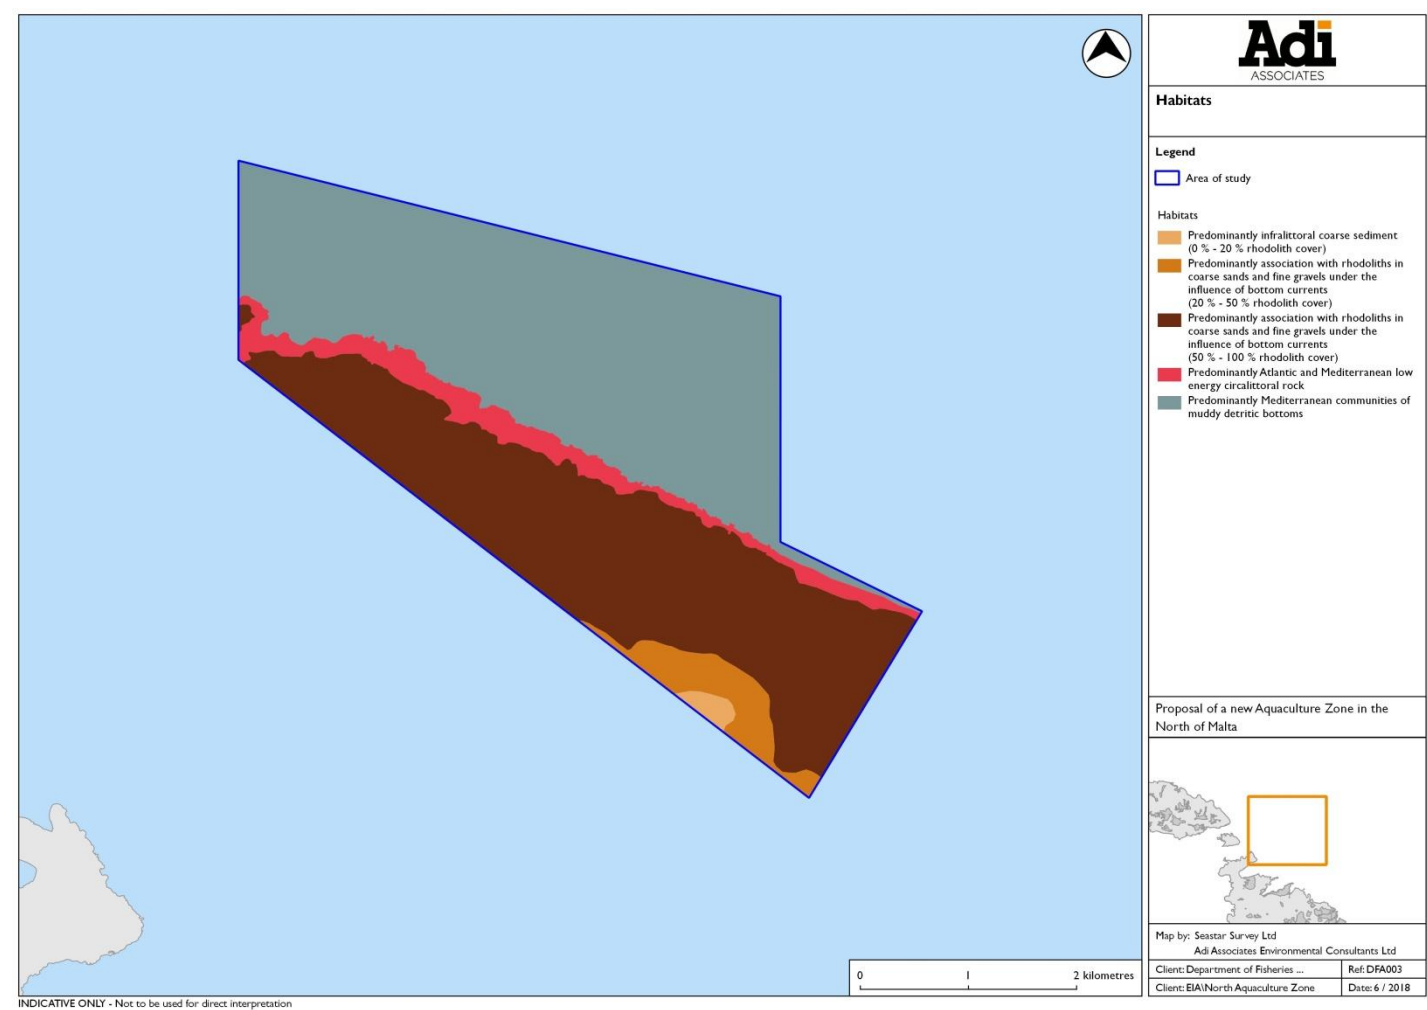 Adi
ASSOCIATES
Habitats
Legend
Area of study
Habitats
Predominantly infralittoral coarse sediment
(0 % - 20 % rhodolith cover)
Predominantly association with rhodoliths in
coarse sands and fine gravels under the
influence of bottom currents
(20 % - 50 % rhodolith cover)
Predominantly association with rhodoliths in
coarse sands and fine gravels under the
influence of bottom currents
(50 % - 100 % rhodolith cover)
Predominantly Atlantic and Mediterranean low
energy circalittoral rock
Predominantly Mediterranean communities of
muddy detritic bottoms
Proposal of a new Aquaculture Zone in the
North of Malta
Map by: Seastar Survey Ltd
Adi Associates Environmental Consultants Ltd
Client: Department of Fisheries ...
Ref: DFA003
Client: EIA\North Aquaculture Zone
Date: 6 / 2018
0 1 2 kilometres
INDICATIVE ONLY - Not to be used for direct interpretation